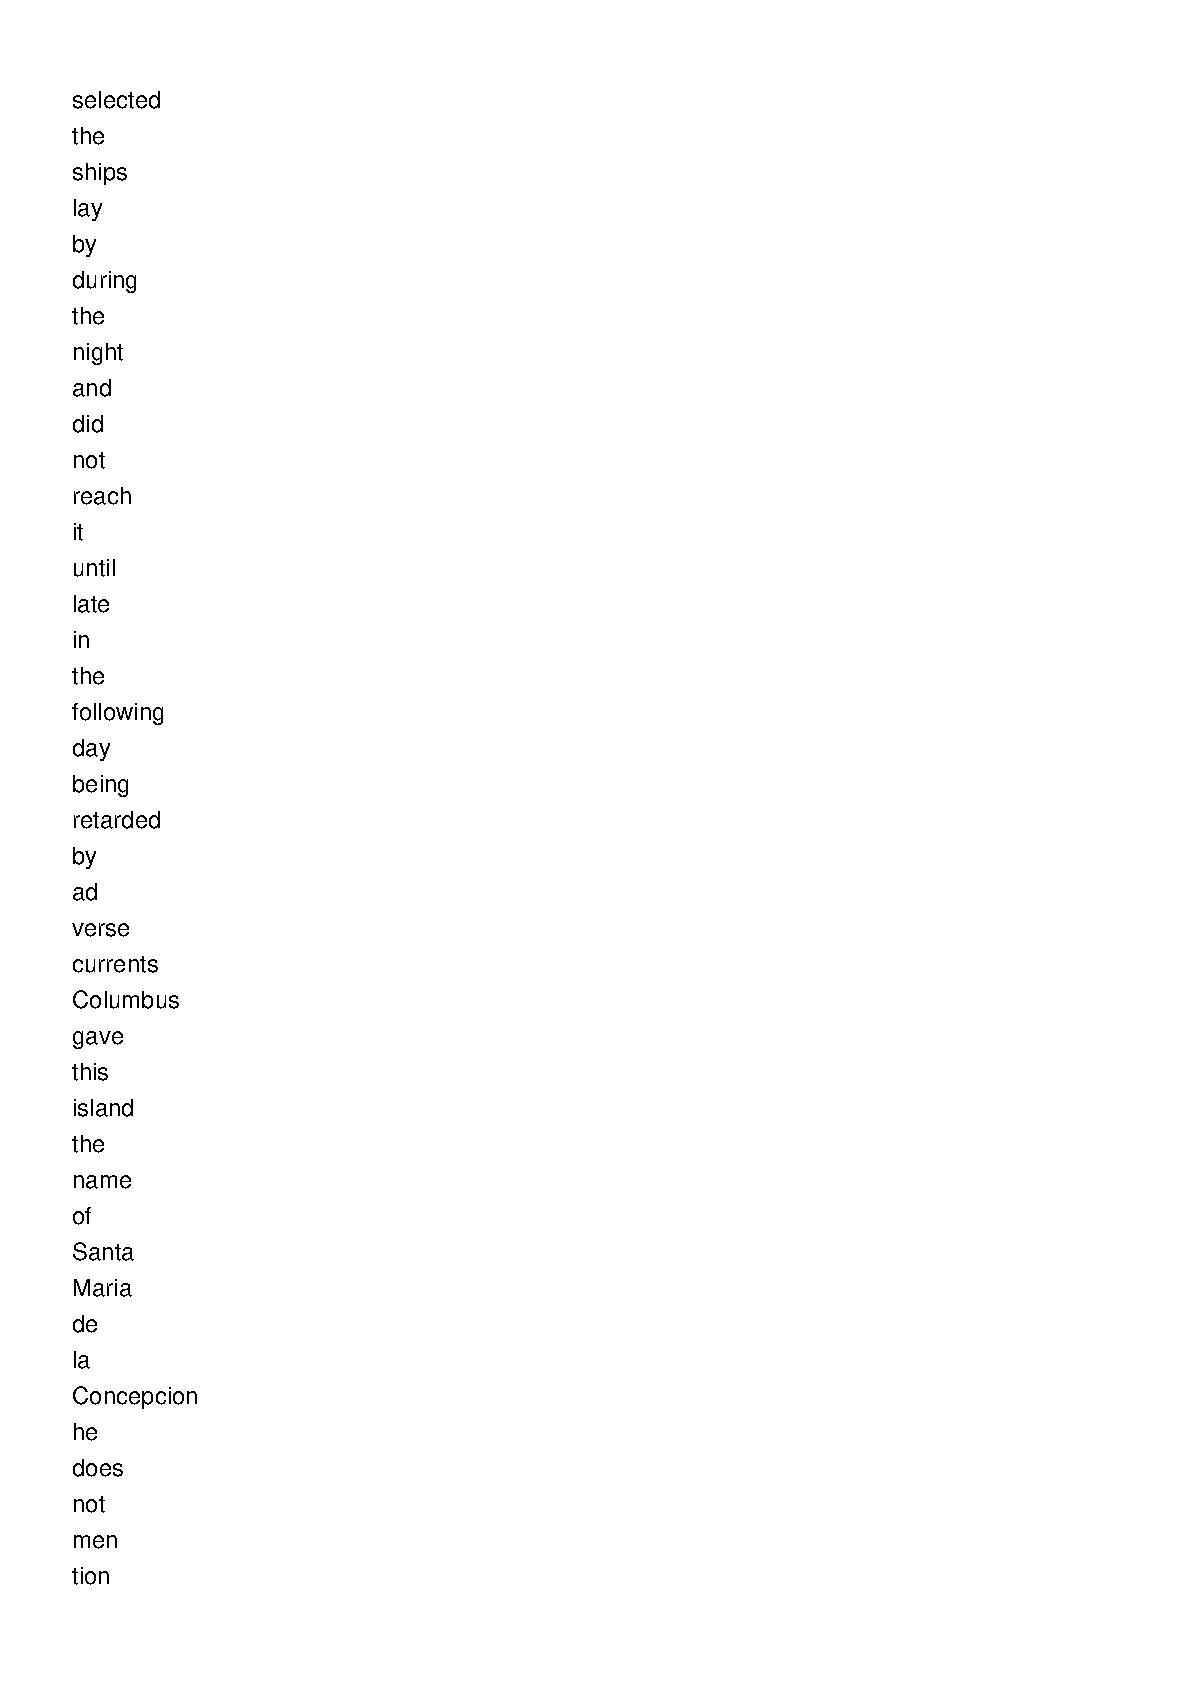 selected
the
ships
lay
by
during
the
night
and
did
not
reach
it
until
late
in
the
following
day
being
retarded
by
ad
verse
currents
Columbus
gave
this
island
the
name
of
Santa
Maria
de
la
Concepcion
he
does
not
men
tion